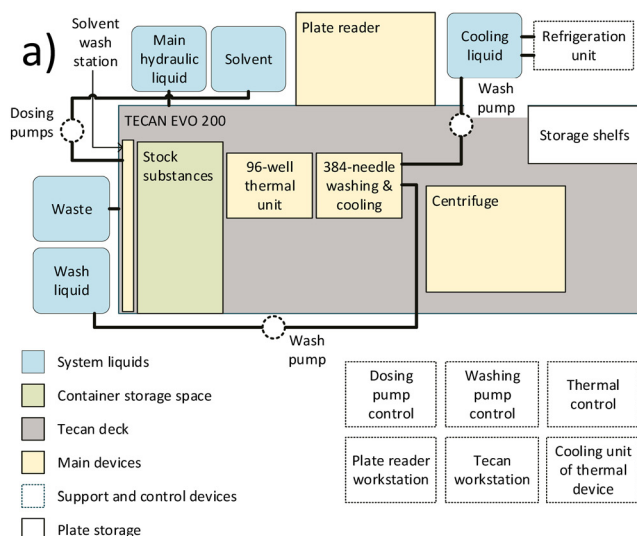 a)
Solvent
wash
station
Main
hydraulic
liquid
Solvent
Plate reader
Cooling
liquid
Refrigeration
unit
Wash
pump
Dosing
pumps
TECAN EVO 200
Storage shelfs
Stock
substances
96-well
thermal
unit
384-needle
washing &
cooling
Centrifuge
Waste
Wash
liquid
Wash
pump
System liquids
Container storage space
Tecan deck
Main devices
Support and control devices
Plate storage
Dosing
pump
control
Washing
pump
control
Thermal
control
Plate reader
workstation
Tecan
workstation
Cooling unit
of thermal
device